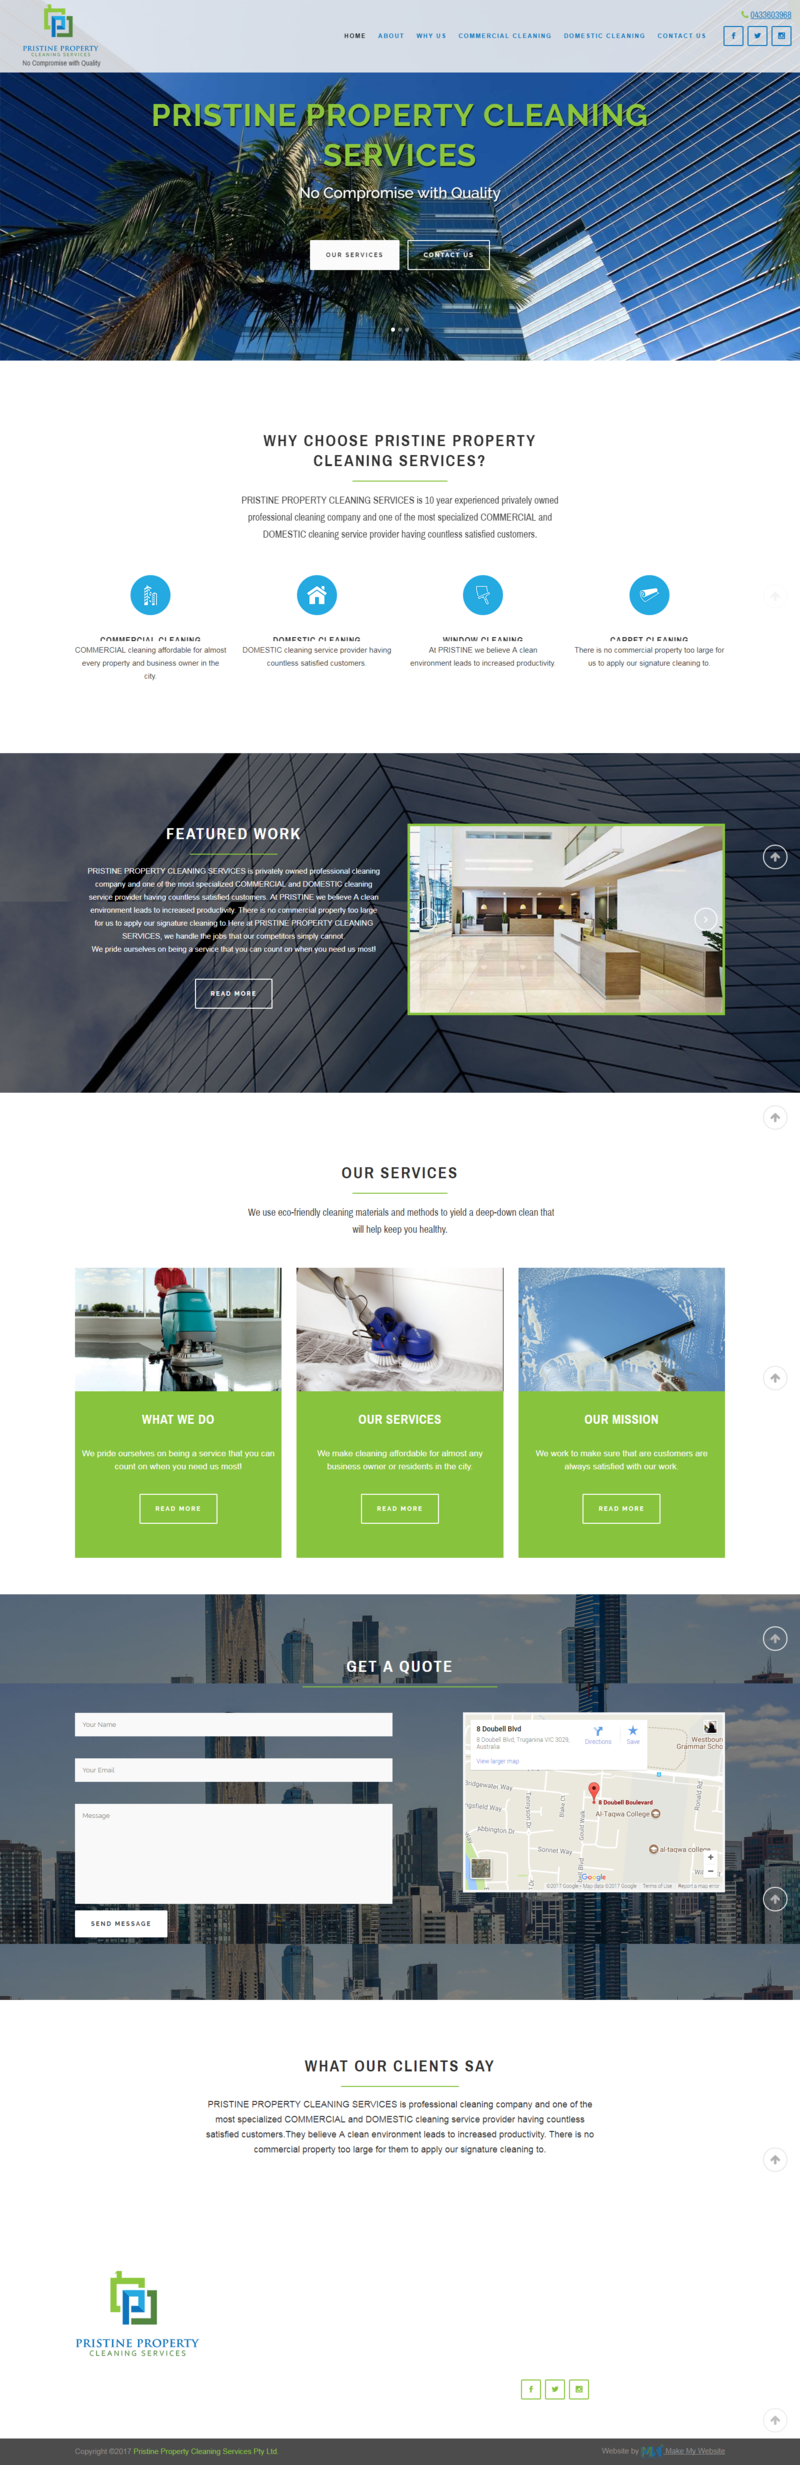 0433603968
PRISTINE PROPERTY
CLEANING SERVICES
No Compromise with Quality
HOME ABOUT WHY US COMMERCIAL CLEANING DOMESTIC CLEANING CONTACT US
PRISTINE PROPERTY CLEANING
SERVICES
No Compromise with Quality
OUR SERVICES
CONTACT US
WHY CHOOSE PRISTINE PROPERTY
CLEANING SERVICES?
PRISTINE PROPERTY CLEANING SERVICES is 10 year experienced privately owned
professional cleaning company and one of the most specialized COMMERCIAL and
DOMESTIC cleaning service provider having countless satisfied customers.
COMMERCIAL CLEANING
COMMERCIAL cleaning affordable for almost
every property and business owner in the
city.
DOMESTIC CLEANING
DOMESTIC cleaning service provider having
countless satisfied customers.
WINDOW CLEANING
At PRISTINE we believe A clean
environment leads to increased productivity.
CARPET CLEANING
There is no commercial property too large for
us to apply our signature cleaning to.
FEATURED WORK
PRISTINE PROPERTY CLEANING SERVICES is privately owned professional cleaning
company and one of the most specialized COMMERCIAL and DOMESTIC cleaning
service provider having countless satisfied customers. At PRISTINE we believe A clean
environment leads to increased productivity. There is no commercial property too large
for us to apply our signature cleaning to Here at PRISTINE PROPERTY CLEANING
SERVICES, we handle the jobs that our competitors simply cannot.
We pride ourselves on being a service that you can count on when you need us most!
READ MORE
OUR SERVICES
We use eco-friendly cleaning materials and methods to yield a deep-down clean that
will help keep you healthy.
WHAT WE DO
We pride ourselves on being a service that you can
count on when you need us most!
READ MORE
OUR SERVICES
We make cleaning affordable for almost any
business owner or residents in the city.
READ MORE
OUR MISSION
We work to make sure that are customers are
always satisfied with our work.
READ MORE
GET A QUOTE
Your Name
Your Email
Message
SEND MESSAGE
8 Doubell Blvd
8 Doubell Blvd, Truganina VIC 3029,
Australia
Directions
Save
View larger map
Westbourn
Grammar Scho
Bridgewater Way
ngsfield Way
Abbington Dr
Tennyson Dr
Blake Ct
Gould Walk
Ronald Rd
8 Doubell Boulevard
Al-Taqwa College
Sonnet Way
al-taqwa college
Google
©2017 Google - Map data ©2017 Google Terms of Use Report a map error
WHAT OUR CLIENTS SAY
PRISTINE PROPERTY CLEANING SERVICES is professional cleaning company and one of the
most specialized COMMERCIAL and DOMESTIC cleaning service provider having countless
satisfied customers.They believe A clean environment leads to increased productivity. There is no
commercial property too large for them to apply our signature cleaning to.
PRISTINE PROPERTY
CLEANING SERVICES
Copyright ©2017 Pristine Property Cleaning Services Pty Ltd
Website by Make My Website